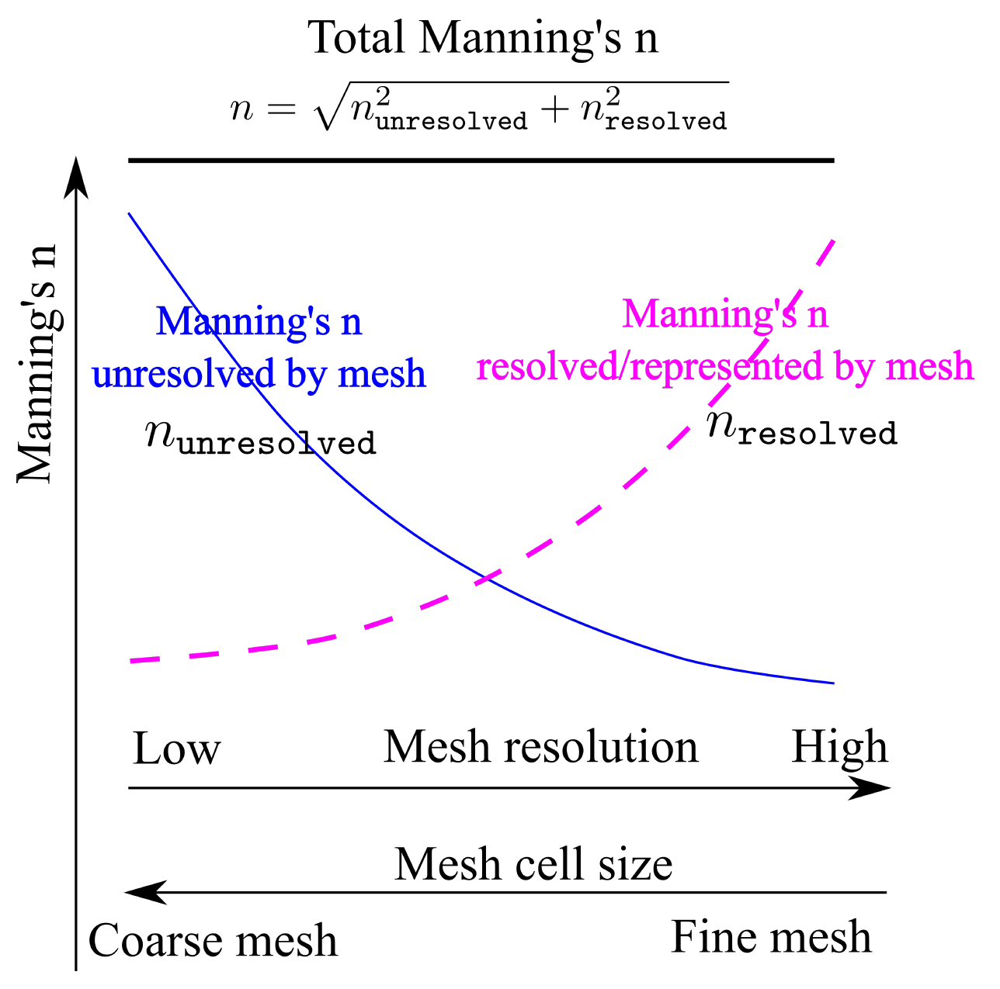 Total Manning's n
n = √(n²unresolved + n²resolved)
Manning's n
Manning's n
unresolved by mesh
nunresolved
Manning's n
resolved/represented by mesh
nresolved
Low
Mesh resolution
High
Mesh cell size
Coarse mesh
Fine mesh